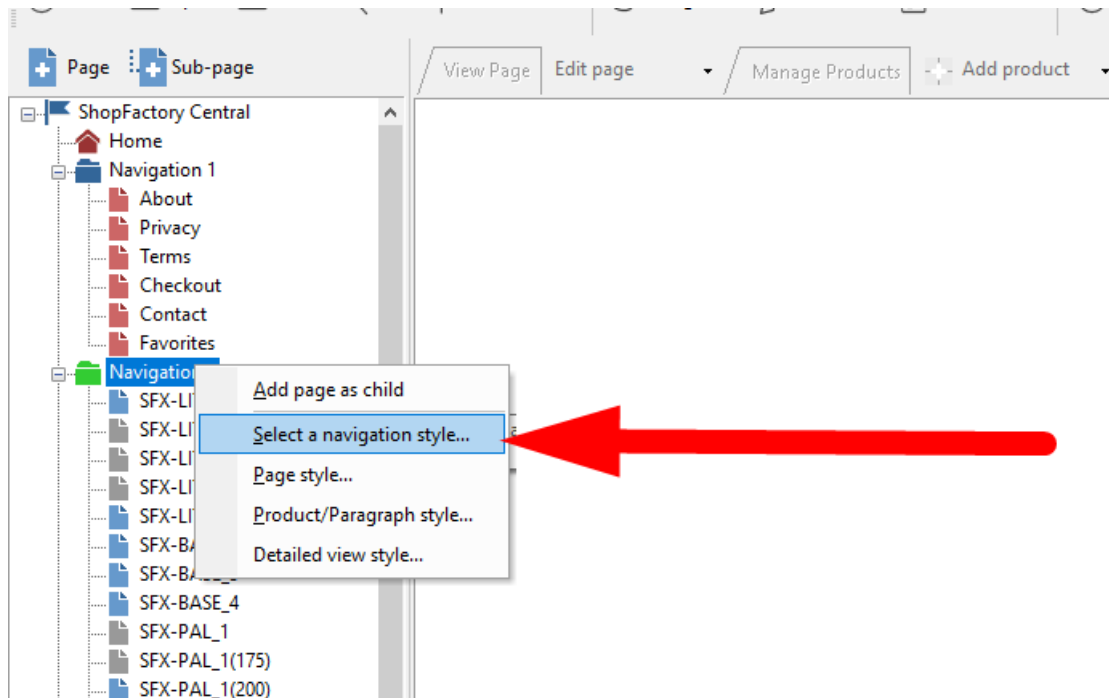 Page Sub-page View Page Edit page Manage Products Add product
ShopFactory Central
Home
Navigation 1
About
Privacy
Terms
Checkout
Contact
Favorites
Add page as child
Select a navigation style...
Page style...
Product/Paragraph style...
Detailed view style...
SFX-BASE_4
SFX-PAL_1
SFX-PAL_1(175)
SFX-PAL_1(200)